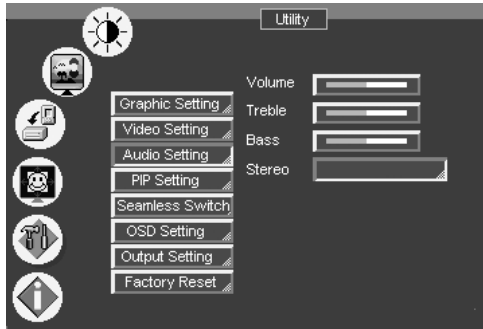 Utility
Graphic Setting
Video Setting
Audio Setting
PIP Setting
Seamless Switch
OSD Setting
Output Setting
Factory Reset
Volume
Treble
Bass
Stereo